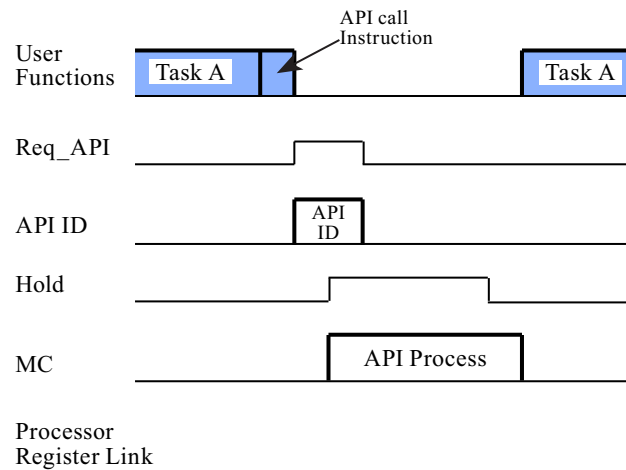 API call
Instruction
User
Functions
Task A
Task A
Req_API
API ID
API
ID
Hold
MC
API Process
Processor
Register Link